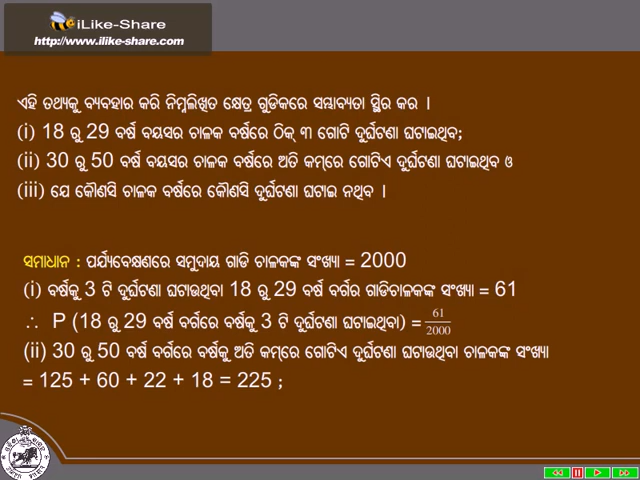 iLike-Share
http://www.ilike-share.com
ଏହି ତଥ୍ୟକୁ ବ୍ୟବହାର କରି ନିମ୍ନଲିଖିତ କ୍ଷେତ୍ର ଗୁଡିକରେ ସମ୍ଭାବ୍ୟତା ସ୍ଥିର କର ।
(i) 18 ରୁ 29 ବର୍ଷ ବୟସର ଚାଳକ ବର୍ଷରେ ଠିକ୍ ୩ ଗୋଟି ଦୁର୍ଘଟଣା ଘଟାଇଥିବ;
(ii) 30 ରୁ 50 ବର୍ଷ ବୟସର ଚାଳକ ବର୍ଷରେ ଅତି କମ୍‌ରେ ଗୋଟିଏ ଦୁର୍ଘଟଣା ଘଟାଇଥିବ ଓ
(iii) ଯେ କୌଣସି ଚାଳକ ବର୍ଷରେ କୌଣସି ଦୁର୍ଘଟଣା ଘଟାଇ ନଥିବ ।
ସମାଧାନ : ପର୍ଯ୍ୟବେକ୍ଷଣରେ ସମୁଦାୟ ଗାଡି ଚାଳକଙ୍କ ସଂଖ୍ୟା = 2000
(i) ବର୍ଷକୁ 3 ଟି ଦୁର୍ଘଟଣା ଘଟାଉଥିବା 18 ରୁ 29 ବର୍ଷ ବର୍ଗର ଗାଡିଚାଳକଙ୍କ ସଂଖ୍ୟା = 61
∴ P (18 ରୁ 29 ବର୍ଷ ବର୍ଗରେ ବର୍ଷକୁ 3 ଟି ଦୁର୍ଘଟଣା ଘଟାଇଥିବା) = 61/2000
(ii) 30 ରୁ 50 ବର୍ଷ ବର୍ଗରେ ବର୍ଷକୁ ଅତି କମ୍‌ରେ ଗୋଟିଏ ଦୁର୍ଘଟଣା ଘଟାଉଥିବା ଚାଳକଙ୍କ ସଂଖ୍ୟା
= 125 + 60 + 22 + 18 = 225 ;